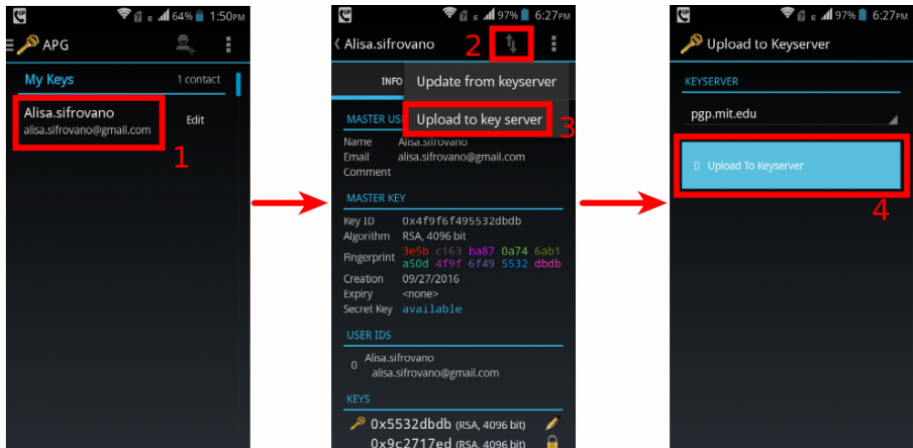 64% 1:50PM
APG
My Keys 1 contact
Alisa.sifrovano
alisa.sifrovano@gmail.com
Edit
1
97% 6:27PM
Alisa.sifrovano
2
INFO
Update from keyserver
Upload to key server
3
MASTER US
Name Alisa.sifrovano
Email alisa.sifrovano@gmail.com
Comment
MASTER KEY
Key ID 0x4f9f6f495532dbdb
Algorithm RSA, 4096 bit
Fingerprint 3e5b c163 ba87 0a74 6ab1
a50d 4f9f 6f49 5532 dbdb
Creation 09/27/2016
Expiry <none>
Secret Key available
USER IDS
0 Alisa.sifrovano
alisa.sifrovano@gmail.com
KEYS
0x5532dbdb (RSA, 4096 bit)
0x9c2717ed (RSA, 4096 bit)
97% 6:27PM
Upload to Keyserver
KEYSERVER
pgp.mit.edu
Upload To Keyserver
4